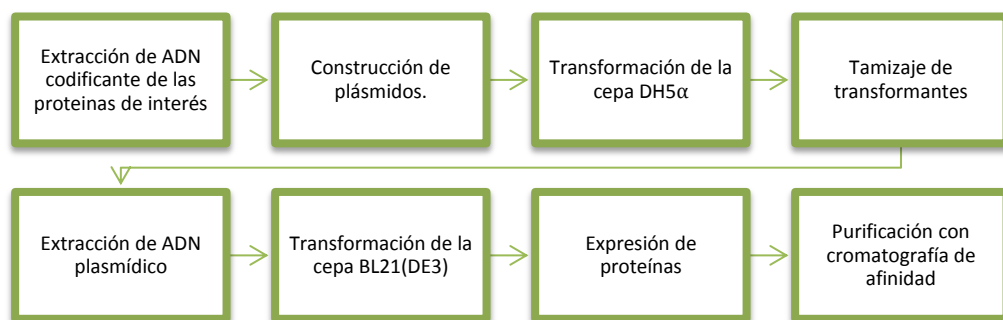 Extracción de ADN
codificante de las
proteinas de interés
Construcción de
plásmidos.
Transformación de la
cepa DH5α
Tamizaje de
transformantes
Extracción de ADN
plasmídico
Transformación de la
cepa BL21(DE3)
Expresión de
proteínas
Purificación con
cromatografía de
afinidad